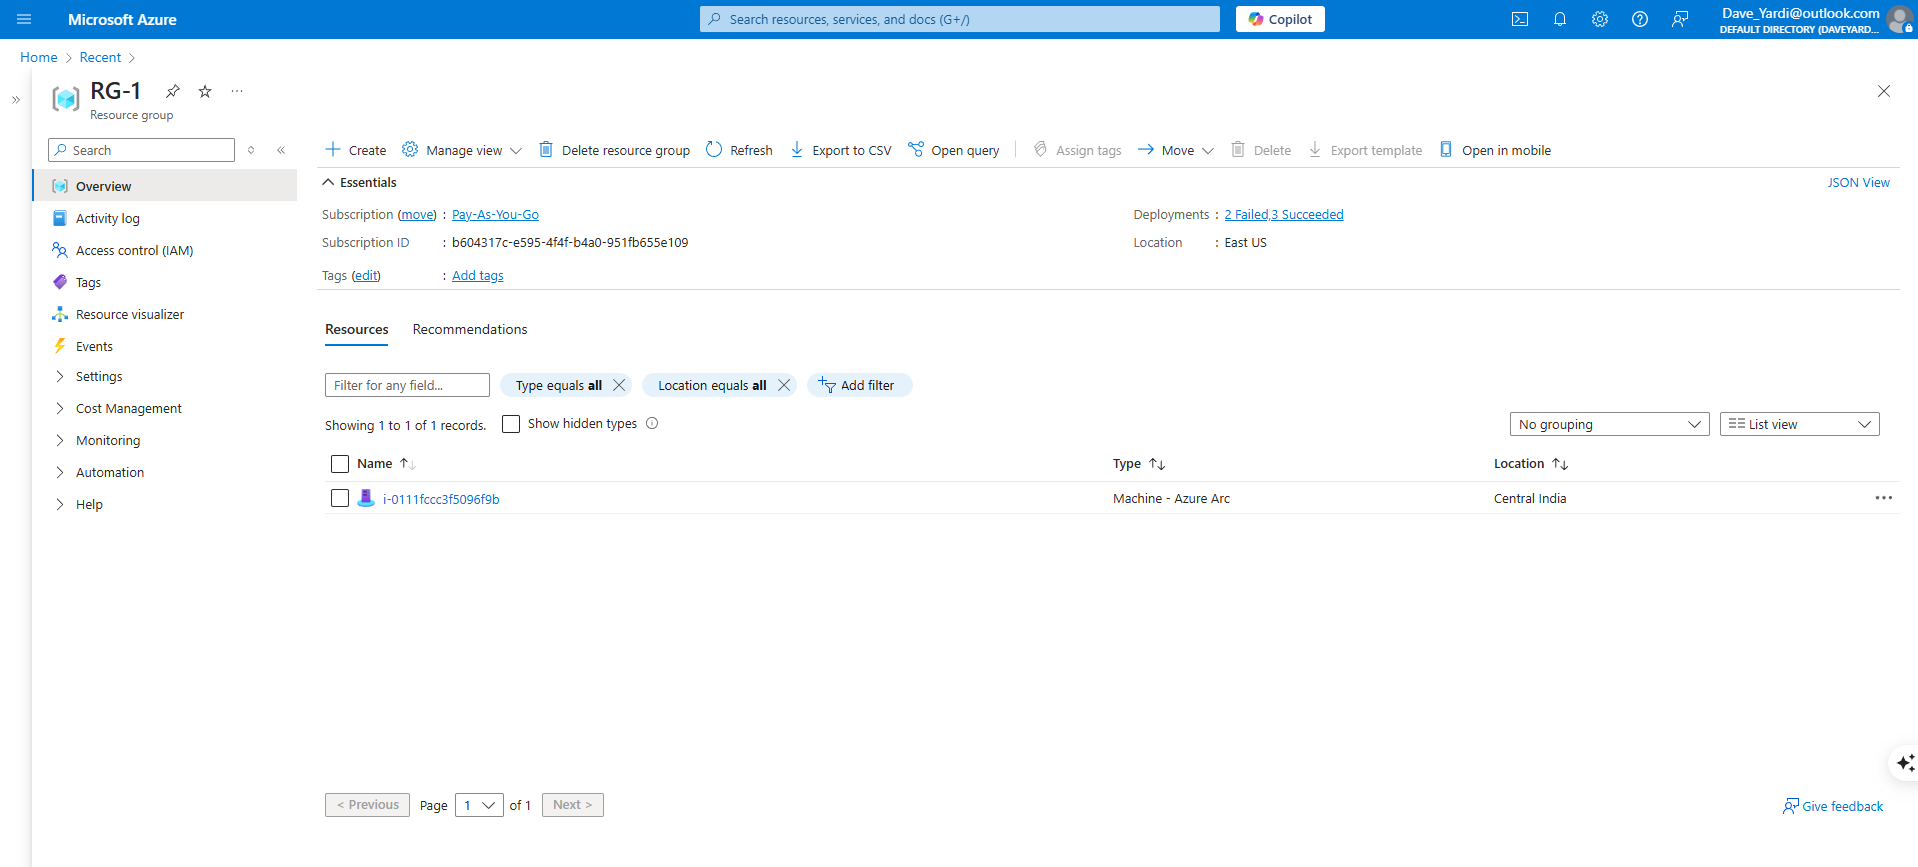 Microsoft Azure
Search resources, services, and docs (G+/)
Copilot
Dave_Yardi@outlook.com
DEFAULT DIRECTORY (DAVEYARD...
Home > Recent >
RG-1
Resource group
Search
Overview
Activity log
Access control (IAM)
Tags
Resource visualizer
Events
Settings
Cost Management
Monitoring
Automation
Help
Create Manage view Delete resource group Refresh Export to CSV Open query Assign tags Move Delete Export template Open in mobile
Essentials
JSON View
Subscription (move) : Pay-As-You-Go
Subscription ID : b604317c-e595-4f4f-b4a0-951fb655e109
Tags (edit) : Add tags
Deployments : 2 Failed,3 Succeeded
Location : East US
Resources Recommendations
Filter for any field... Type equals all Location equals all Add filter
Showing 1 to 1 of 1 records. Show hidden types
No grouping List view
Name Type Location
i-0111fccc3f5096f9b Machine - Azure Arc Central India
< Previous Page 1 of 1 Next >
Give feedback